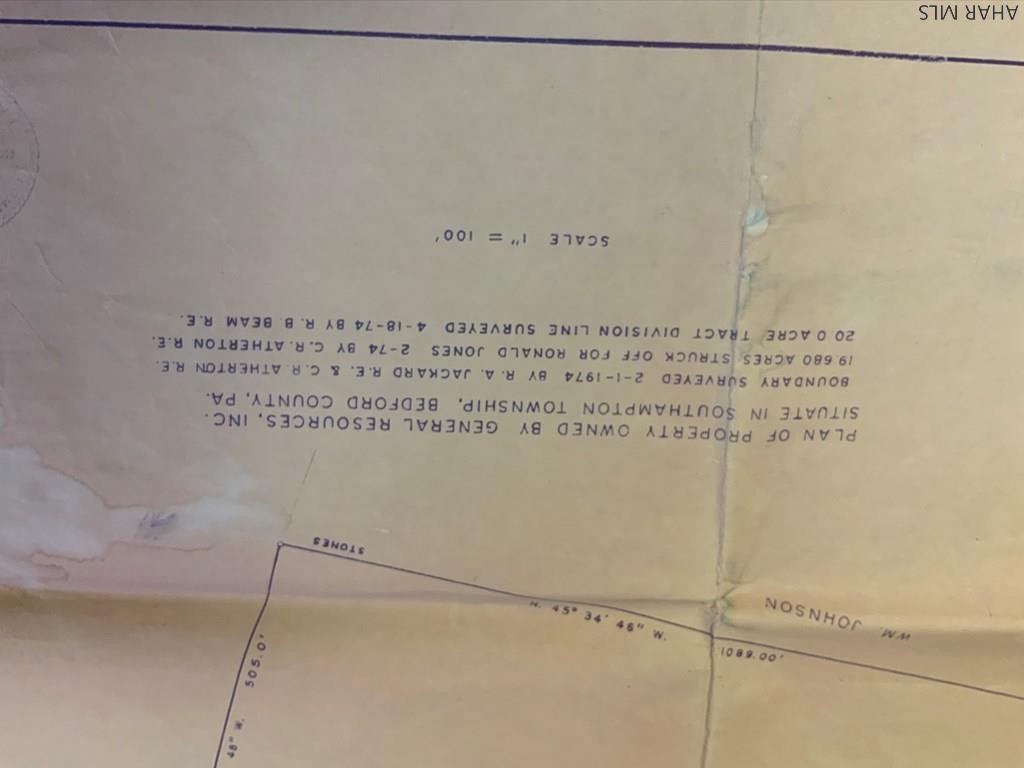 48" W.
505.0'
WM. JOHNSON
1089.00'
N. 45° 34' 46" W.
STONES
PLAN OF PROPERTY OWNED BY GENERAL RESOURCES, INC.
SITUATE IN SOUTHAMPTON TOWNSHIP, BEDFORD COUNTY, PA.
BOUNDARY SURVEYED 2-1-1974 BY R. A. JACKARD R.E. & C.R. ATHERTON R.E.
19.680 ACRES STRUCK OFF FOR RONALD JONES 2-74 BY C.R. ATHERTON R.E.
20.0 ACRE TRACT DIVISION LINE SURVEYED 4-18-74 BY R. B. BEAM R.E.
SCALE 1" = 100'
AHAR MLS